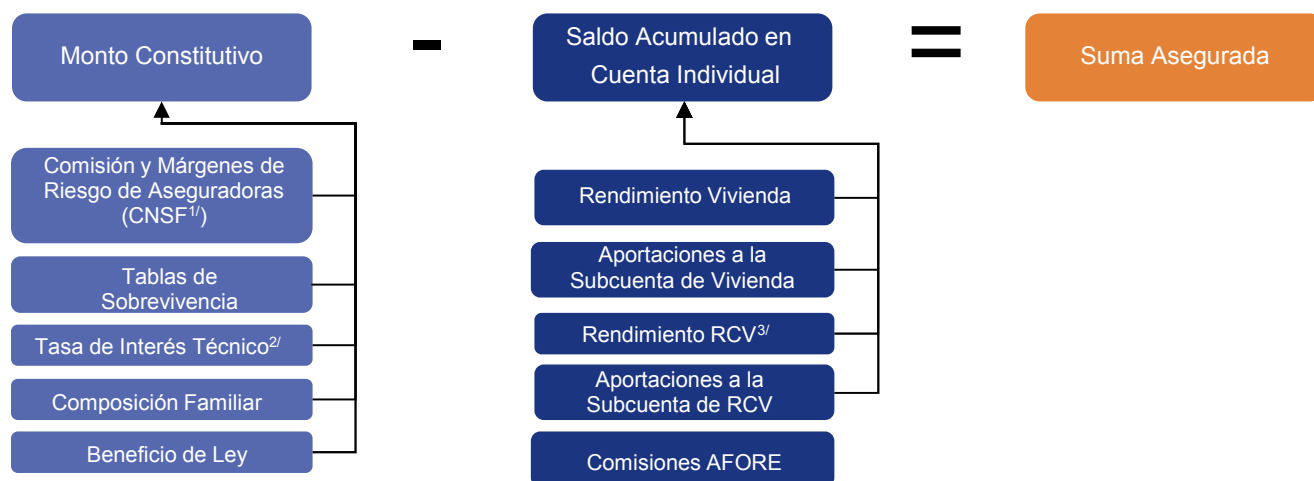 Monto Constitutivo
-
Saldo Acumulado en
Cuenta Individual
=
Suma Asegurada
Comisión y Márgenes de
Riesgo de Aseguradoras
(CNSF1/)
Tablas de
Sobrevivencia
Tasa de Interés Técnico2/
Composición Familiar
Beneficio de Ley
Rendimiento Vivienda
Aportaciones a la
Subcuenta de Vivienda
Rendimiento RCV3/
Aportaciones a la
Subcuenta de RCV
Comisiones AFORE